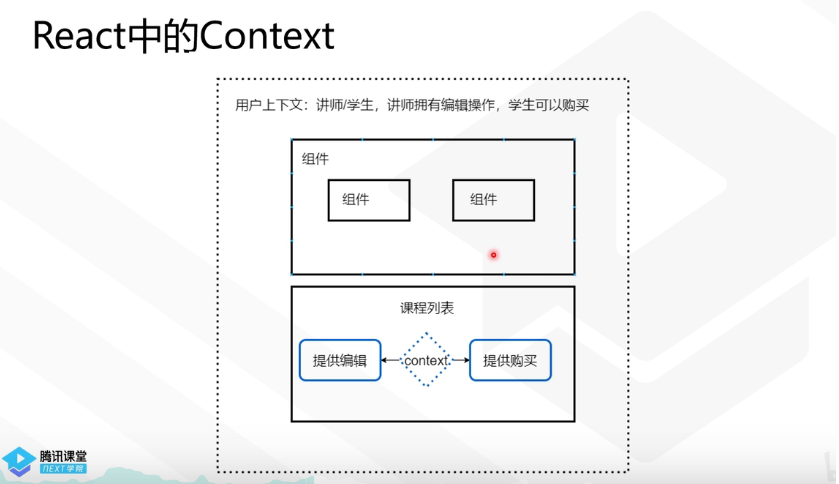 React中的Context
用户上下文：讲师/学生，讲师拥有编辑操作，学生可以购买
组件
组件
组件
课程列表
提供编辑
context
提供购买
腾讯课堂
NEXT学院